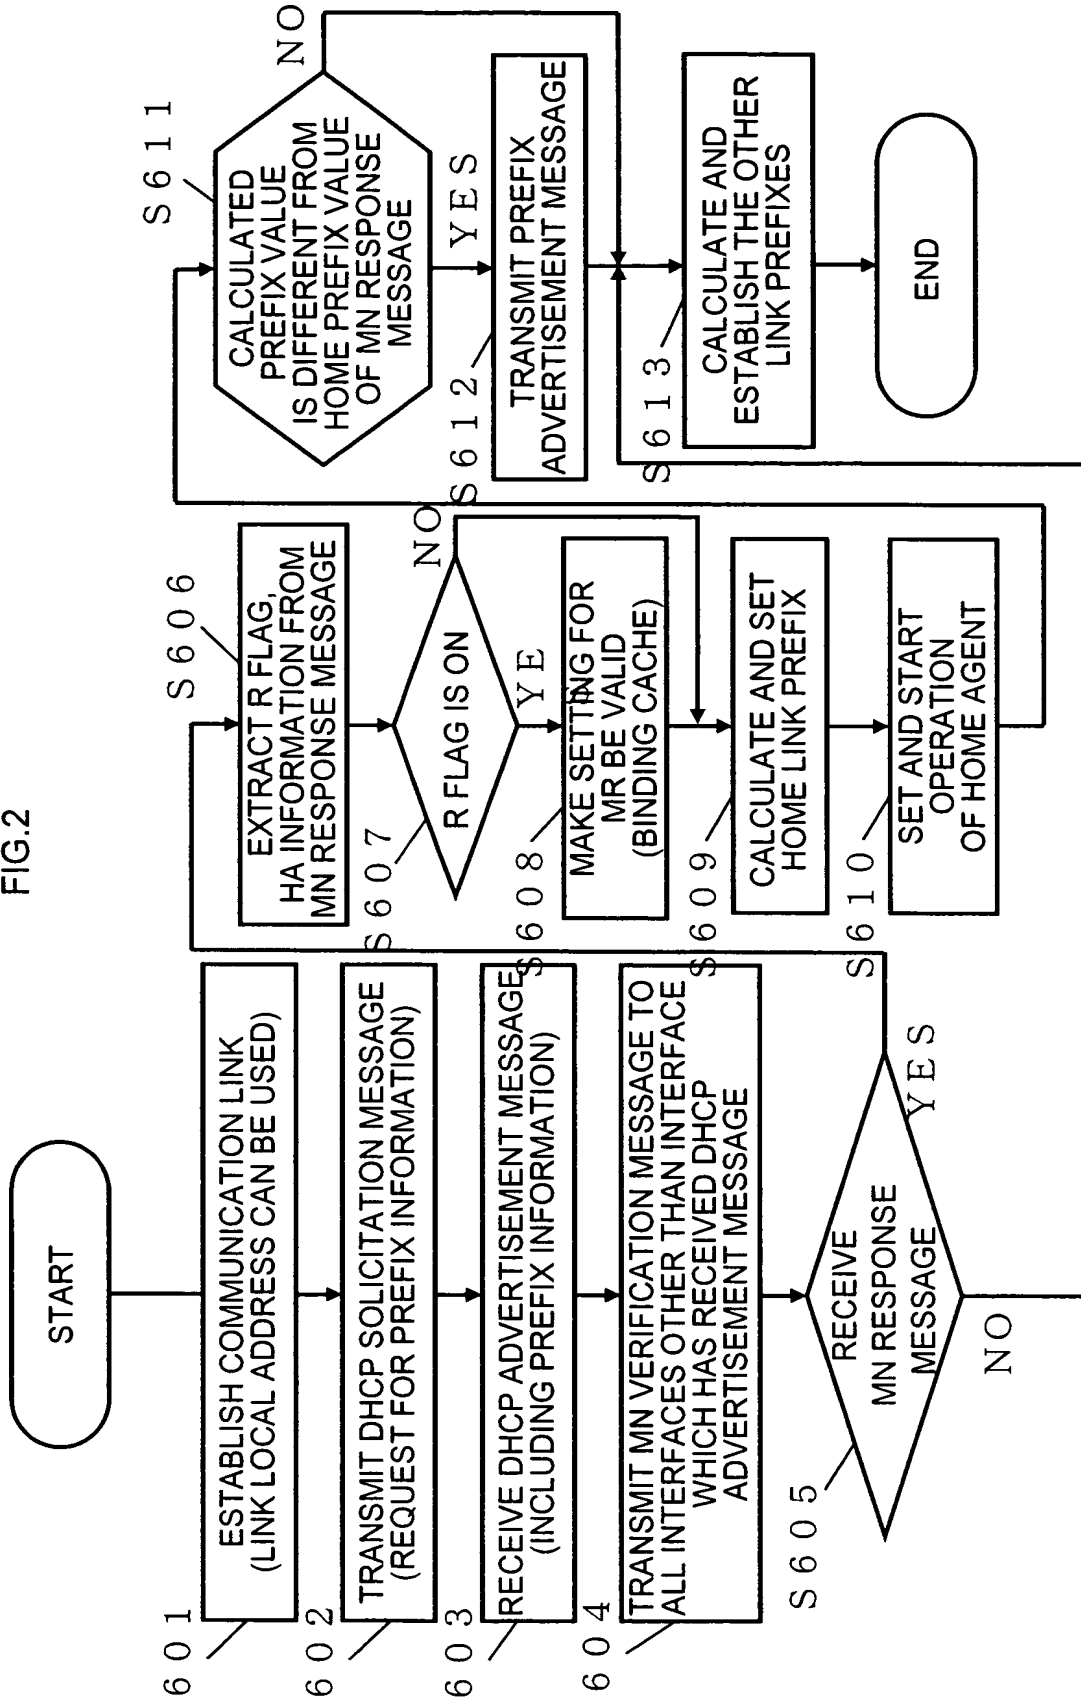 FIG.2
START
601
ESTABLISH COMMUNICATION LINK
(LINK LOCAL ADDRESS CAN BE USED)
602
TRANSMIT DHCP SOLICITATION MESSAGE
(REQUEST FOR PREFIX INFORMATION)
603
RECEIVE DHCP ADVERTISEMENT MESSAGE
(INCLUDING PREFIX INFORMATION)
604
TRANSMIT MN VERIFICATION MESSAGE TO
ALL INTERFACES OTHER THAN INTERFACE
WHICH HAS RECEIVED DHCP
ADVERTISEMENT MESSAGE
S605
RECEIVE
MN RESPONSE
MESSAGE
YES
NO
S606
EXTRACT R FLAG,
HA INFORMATION FROM
MN RESPONSE MESSAGE
S607
R FLAG IS ON
NO
YE
S608
MAKE SETTING FOR
MR BE VALID
(BINDING CACHE)
S609
CALCULATE AND SET
HOME LINK PREFIX
S610
SET AND START
OPERATION
OF HOME AGENT
S611
CALCULATED
PREFIX VALUE
IS DIFFERENT FROM
HOME PREFIX VALUE
OF MN RESPONSE
MESSAGE
NO
YES
S612
TRANSMIT PREFIX
ADVERTISEMENT MESSAGE
S613
CALCULATE AND
ESTABLISH THE OTHER
LINK PREFIXES
END